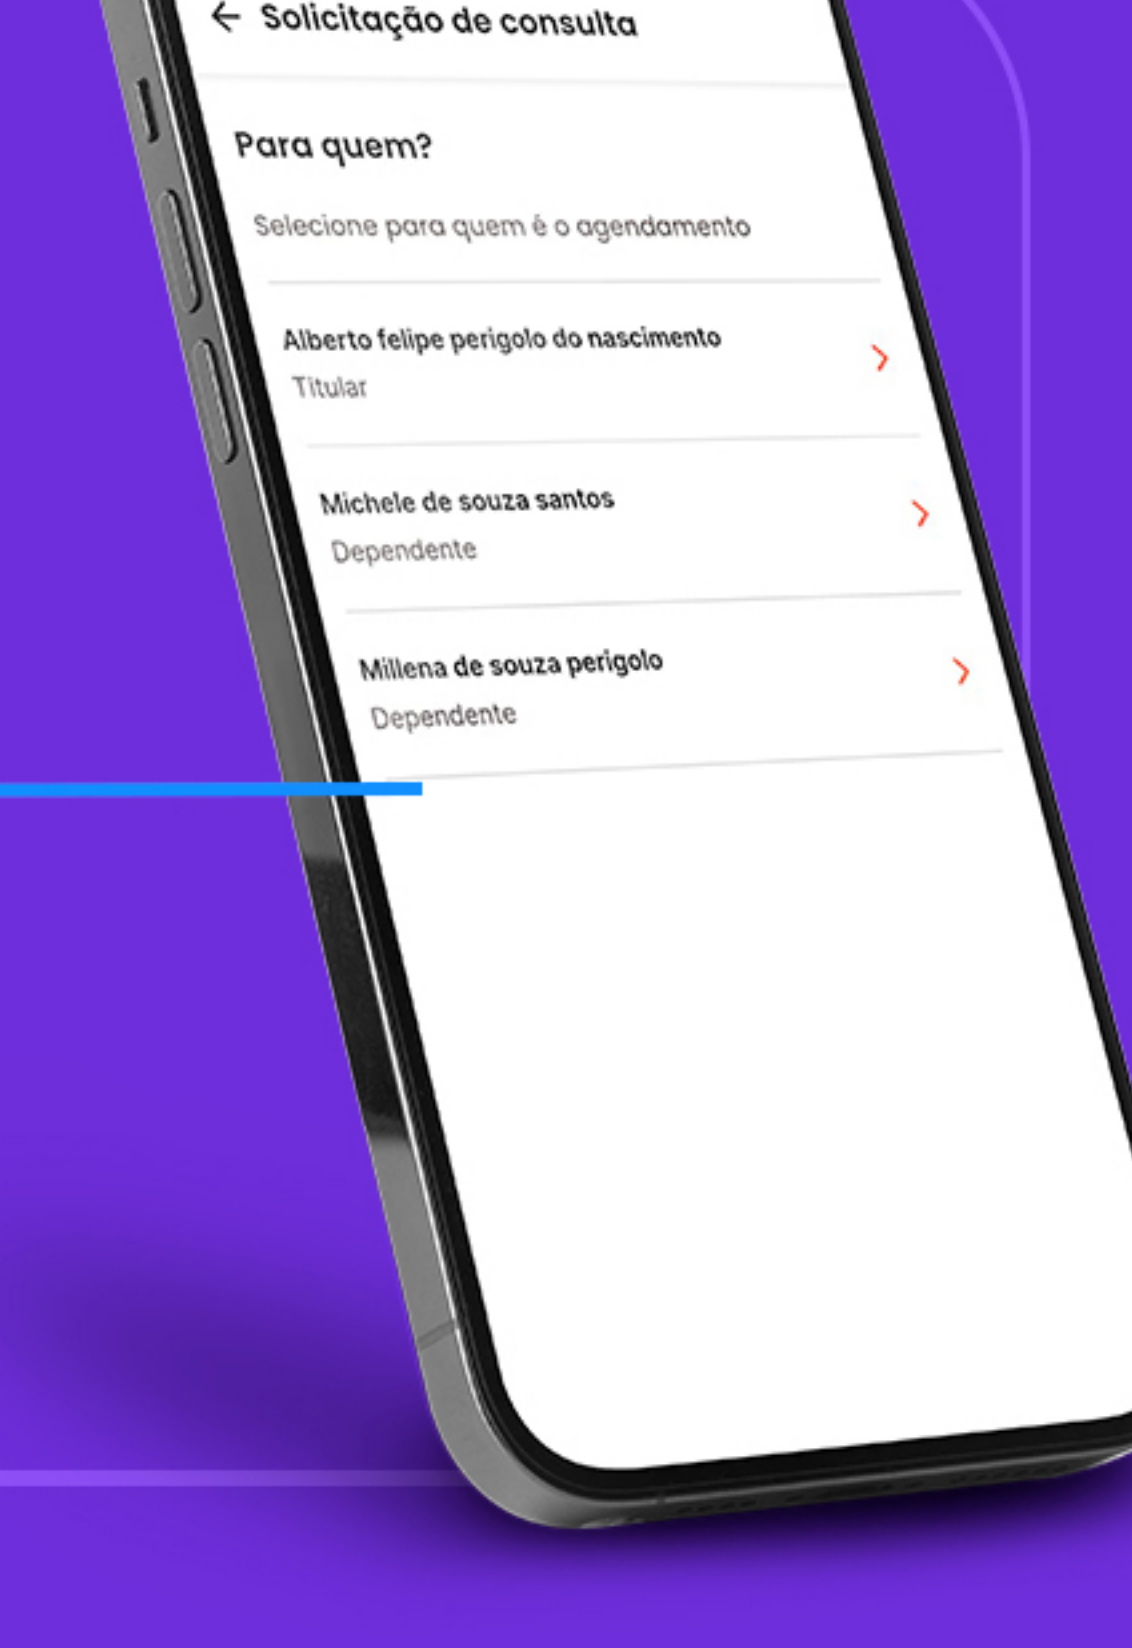 Solicitação de consulta
Para quem?
Selecione para quem é o agendamento
Alberto felipe perigolo do nascimento
Titular
Michele de souza santos
Dependente
Millena de souza perigolo
Dependente